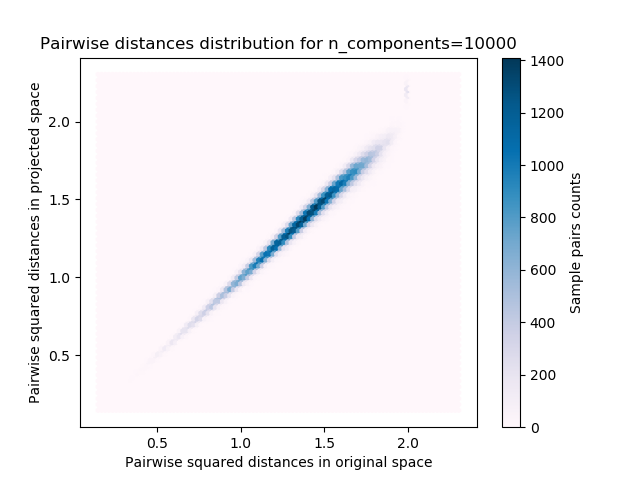 Pairwise distances distribution for n_components=10000
Pairwise squared distances in projected space
2.0
1.5
1.0
0.5
0.5 1.0 1.5 2.0
Pairwise squared distances in original space
1400
1200
1000
800
600
400
200
0
Sample pairs counts